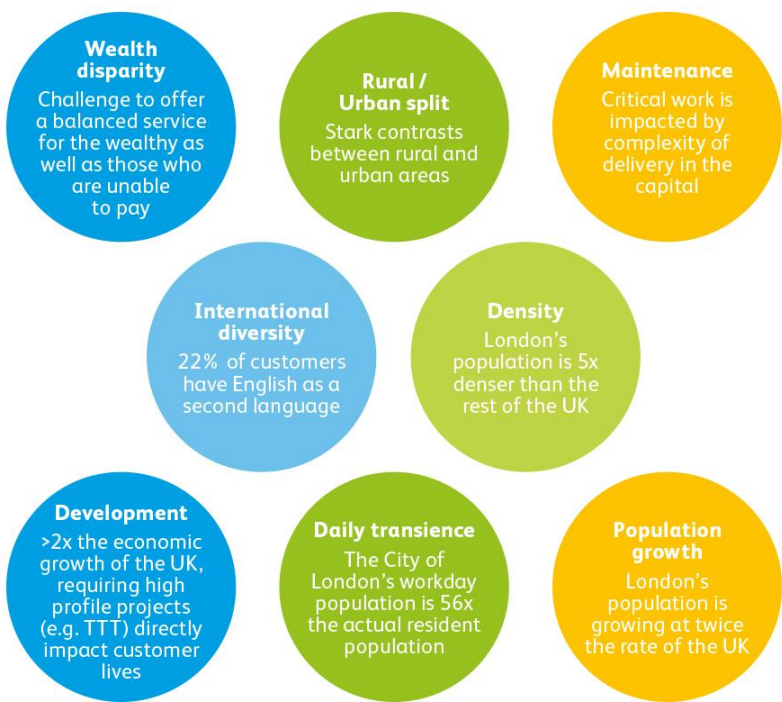 Wealth
disparity
Challenge to offer
a balanced service
for the wealthy as
well as those who
are unable
to pay
Rural /
Urban split
Stark contrasts
between rural and
urban areas
Maintenance
Critical work is
impacted by
complexity of
delivery in the
capital
International
diversity
22% of customers
have English as a
second language
Density
London's
population is 5x
denser than the
rest of the UK
Development
>2x the economic
growth of the UK,
requiring high
profile projects
(e.g. TTT) directly
impact customer
lives
Daily transience
The City of
London's workday
population is 56x
the actual resident
population
Population
growth
London's
population is
growing at twice
the rate of the UK